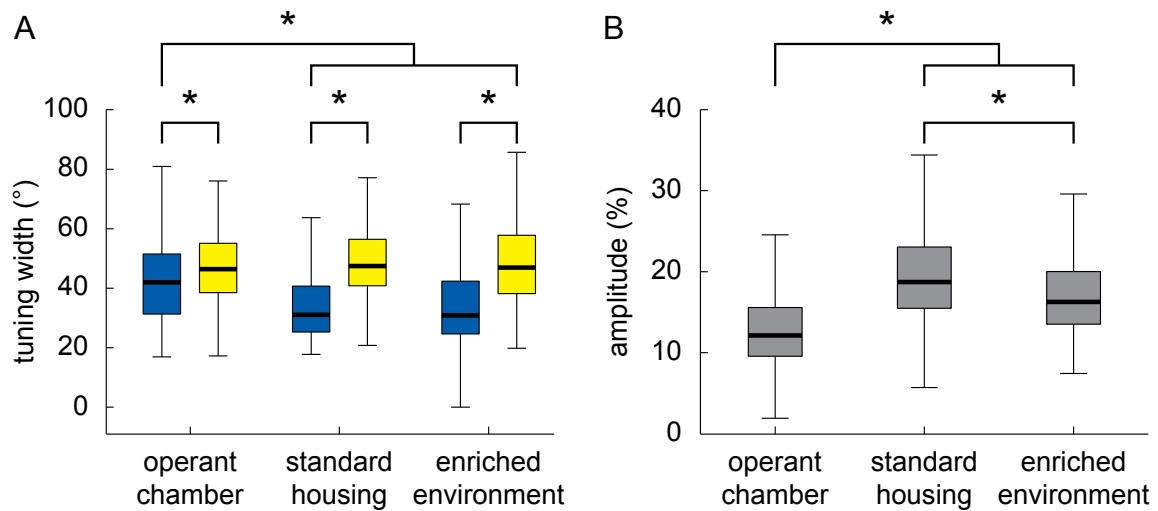 A
*
*
*
*
tuning width (°)
100
80
60
40
20
0
operant
chamber
standard
housing
enriched
environment
B
*
*
amplitude (%)
40
30
20
10
0
operant
chamber
standard
housing
enriched
environment